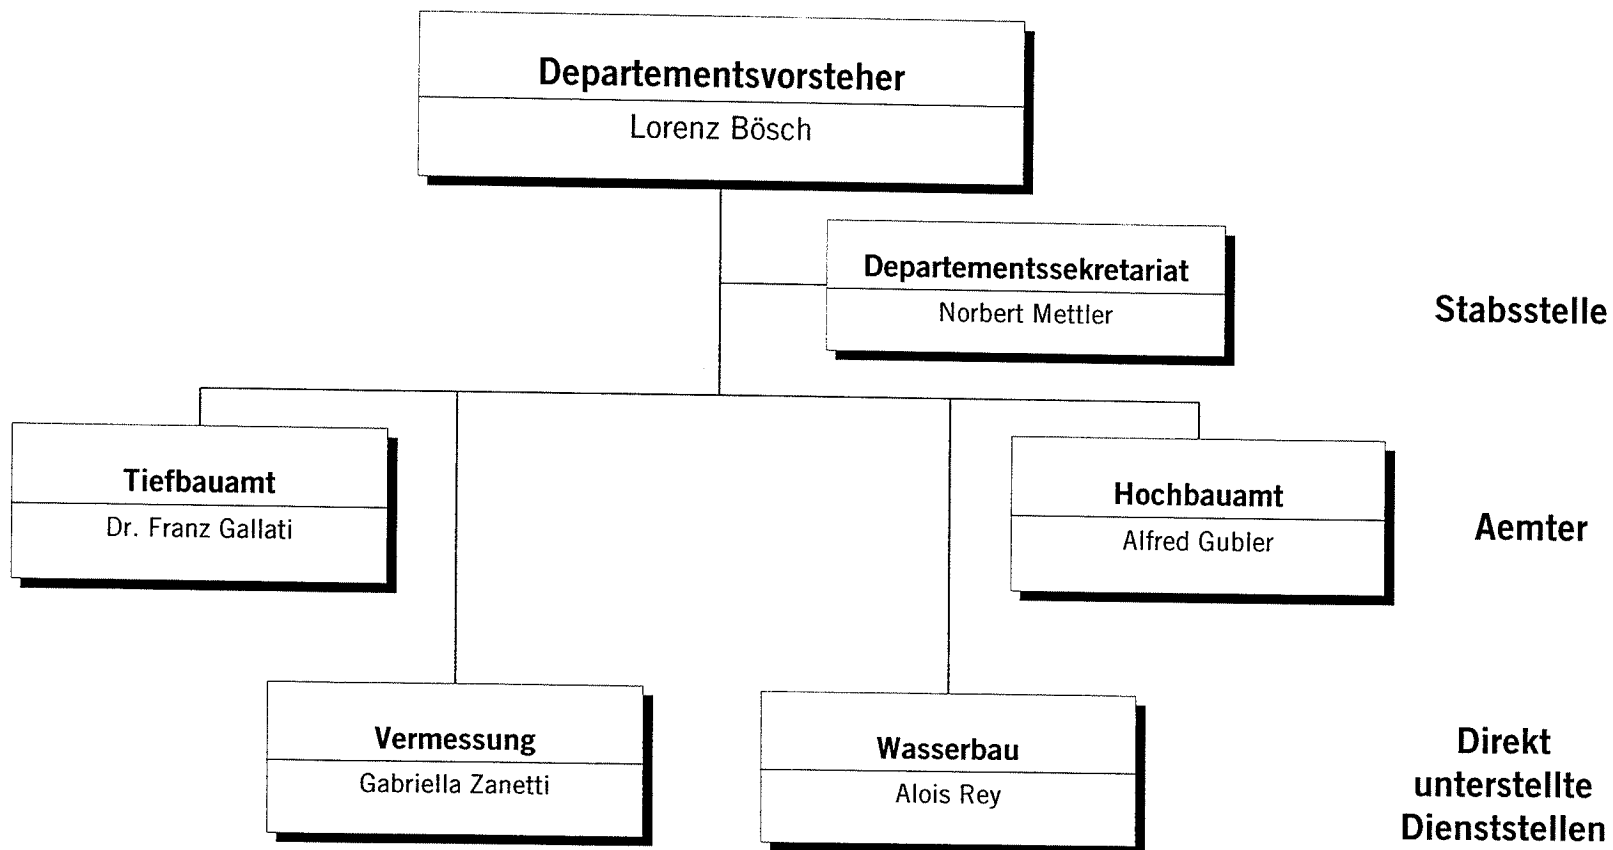 Departementsvorsteher
Lorenz Bösch
Departementssekretariat
Norbert Mettler
Stabsstelle
Tiefbauamt
Dr. Franz Gallati
Hochbauamt
Alfred Gubler
Aemter
Vermessung
Gabriella Zanetti
Wasserbau
Alois Rey
Direkt
unterstellte
Dienststellen